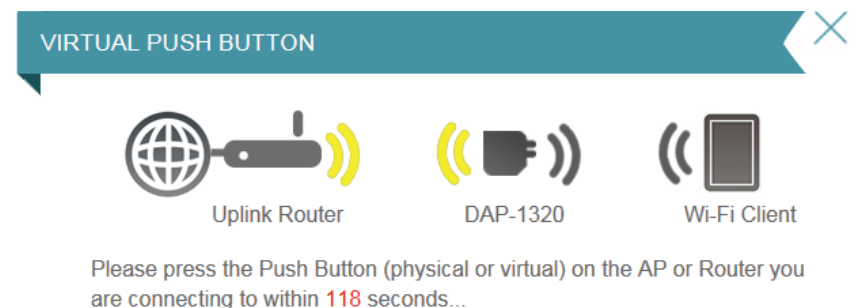 VIRTUAL PUSH BUTTON
Uplink Router
DAP-1320
Wi-Fi Client
Please press the Push Button (physical or virtual) on the AP or Router you
are connecting to within 118 seconds...